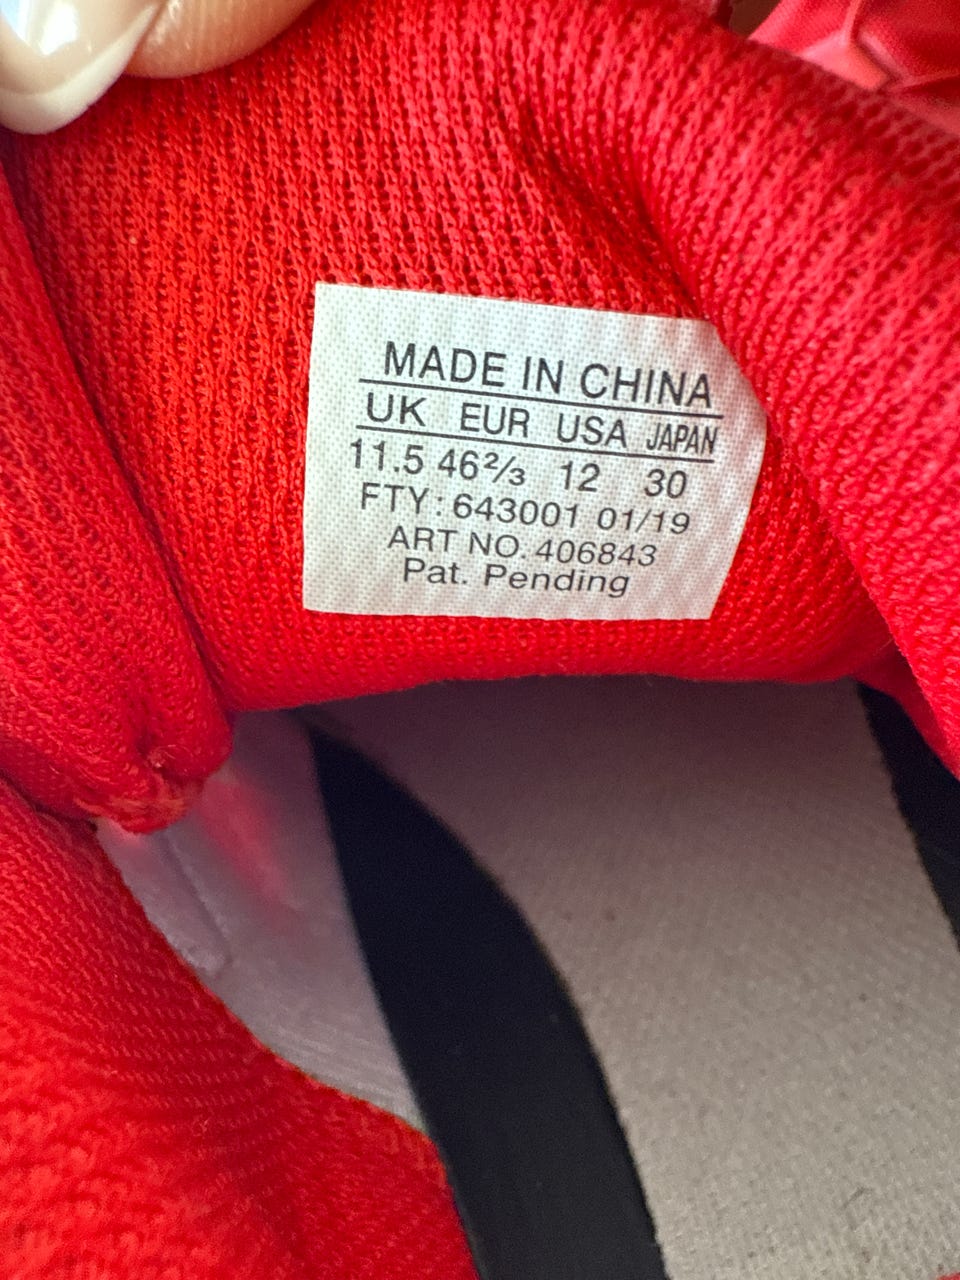 MADE IN CHINA
UK EUR USA JAPAN
11.5 46⅔ 12 30
FTY: 643001 01/19
ART NO. 406843
Pat. Pending